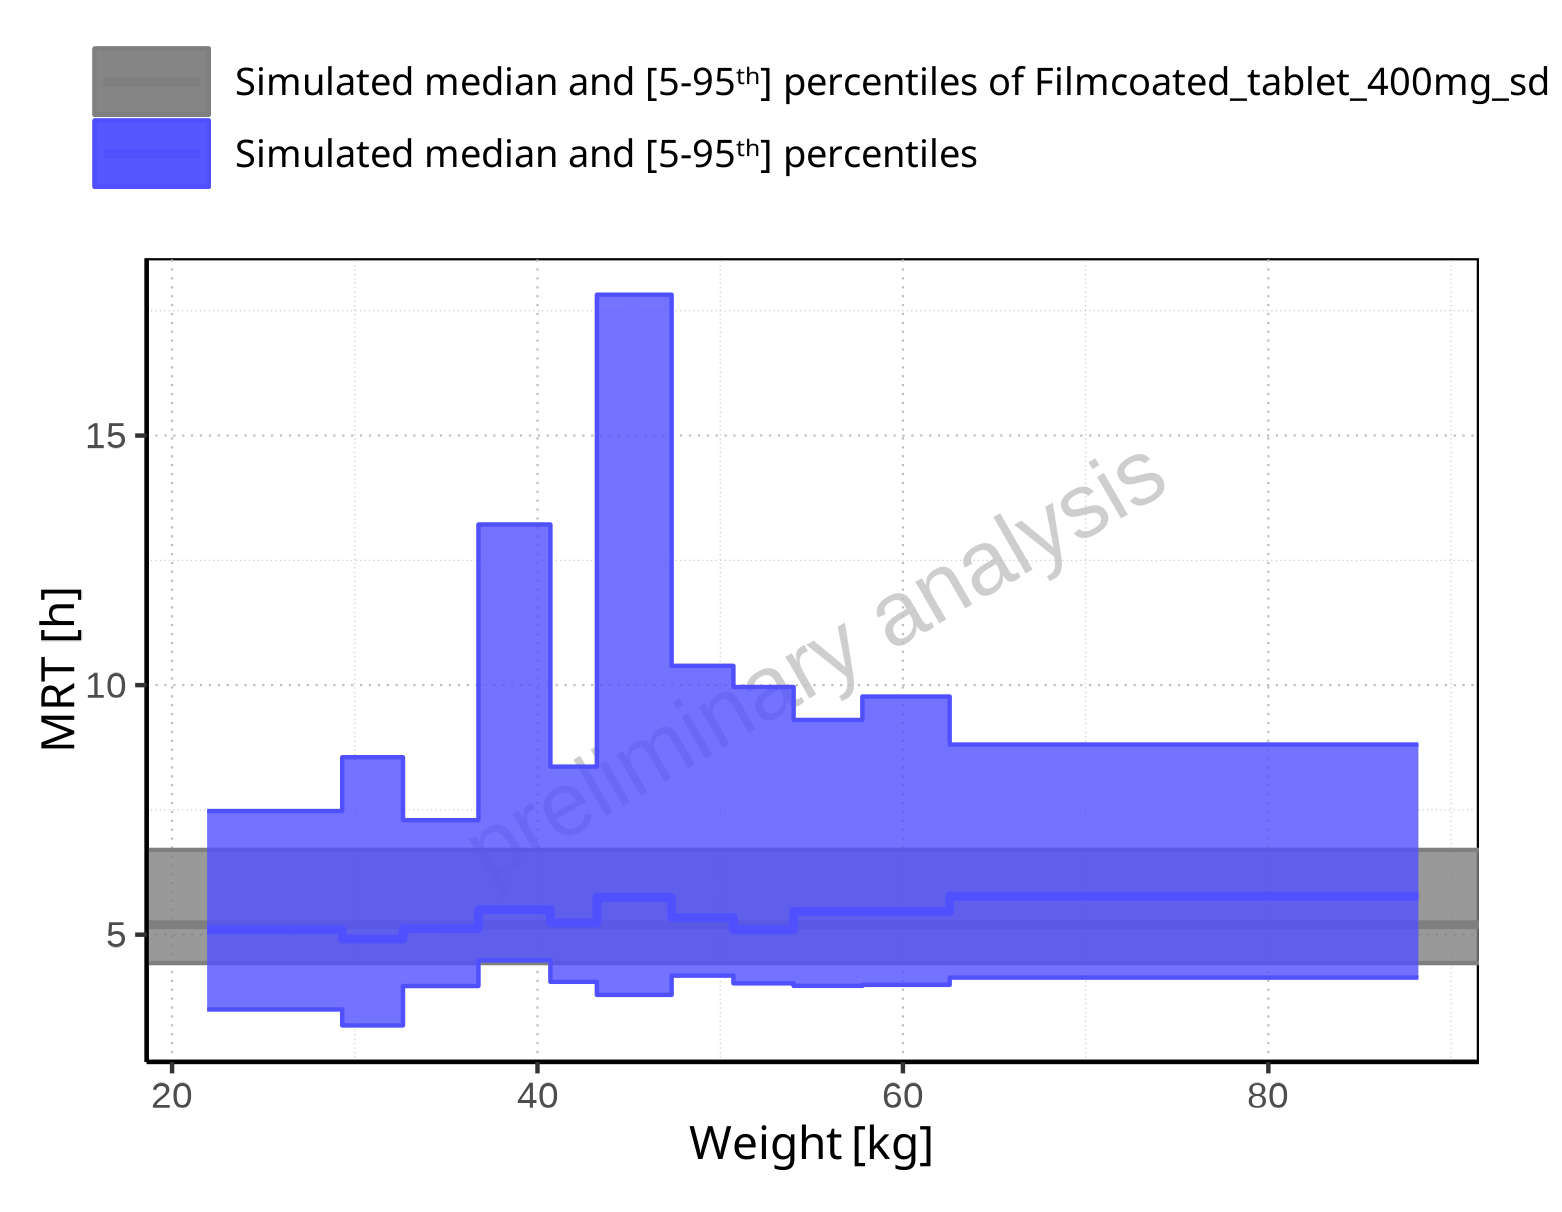 Simulated median and [5-95ᵗʰ] percentiles of Filmcoated_tablet_400mg_sd
Simulated median and [5-95ᵗʰ] percentiles
15
10
5
MRT [h]
preliminary analysis
20 40 60 80
Weight [kg]